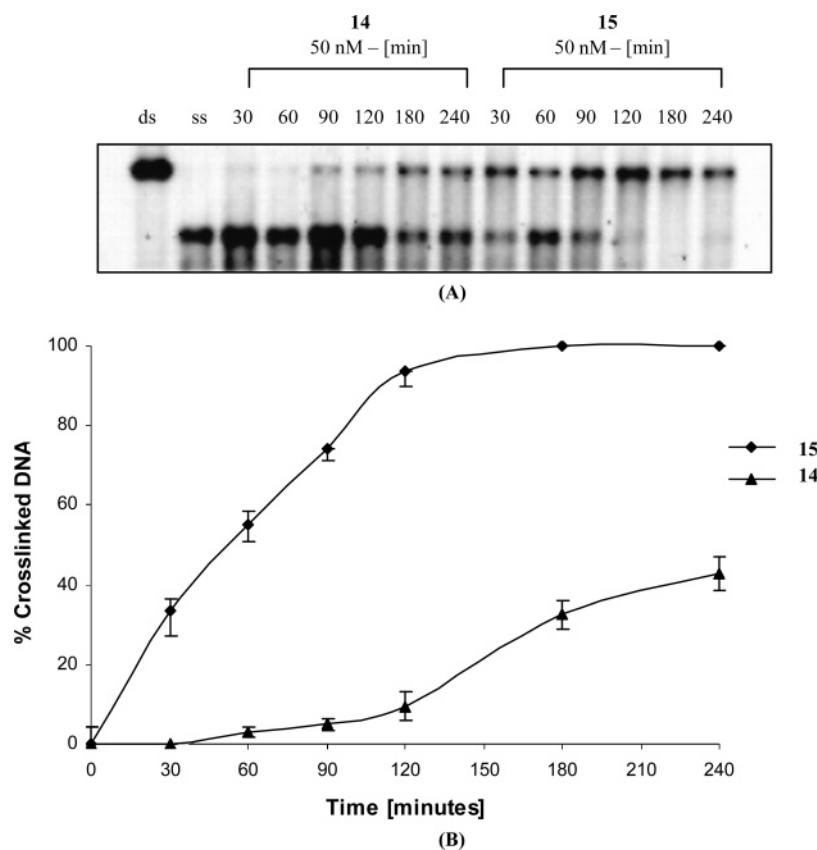 14 15
50 nM – [min] 50 nM – [min]
ds ss 30 60 90 120 180 240 30 60 90 120 180 240
(A)
100
80
60
40
20
0
% Crosslinked DNA
15
14
0 30 60 90 120 150 180 210 240
Time [minutes]
(B)